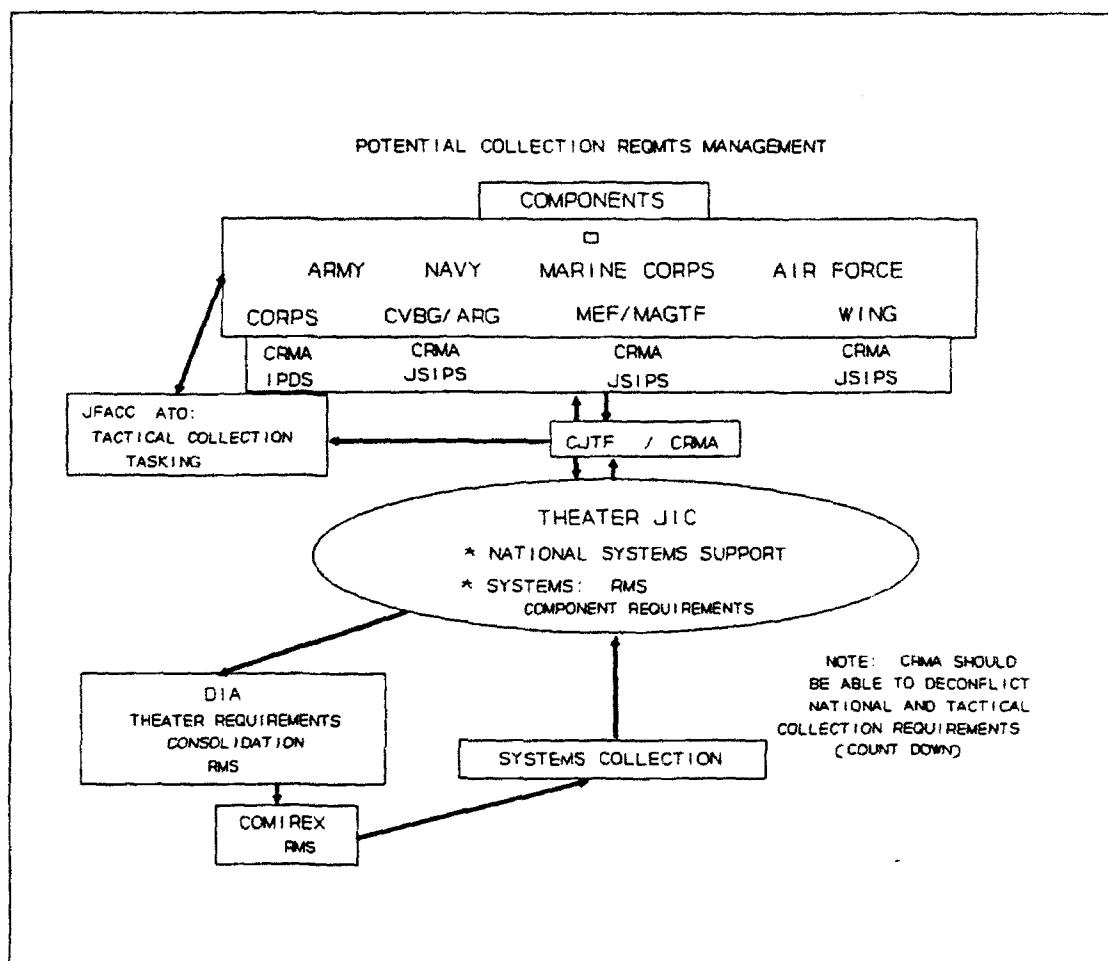 POTENTIAL COLLECTION REQMTS MANAGEMENT
COMPONENTS
ARMY NAVY MARINE CORPS AIR FORCE
CORPS CVBG/ARG MEF/MAGTF WING
CRMA CRMA CRMA CRMA
IPDS JSIPS JSIPS JSIPS
JFACC ATO:
TACTICAL COLLECTION
TASKING
CJTF / CRMA
THEATER JIC
* NATIONAL SYSTEMS SUPPORT
* SYSTEMS: RMS
COMPONENT REQUIREMENTS
NOTE: CRMA SHOULD
BE ABLE TO DECONFLICT
NATIONAL AND TACTICAL
COLLECTION REQUIREMENTS
(COUNT DOWN)
DIA
THEATER REQUIREMENTS
CONSOLIDATION
RMS
SYSTEMS COLLECTION
COMIREX
RMS